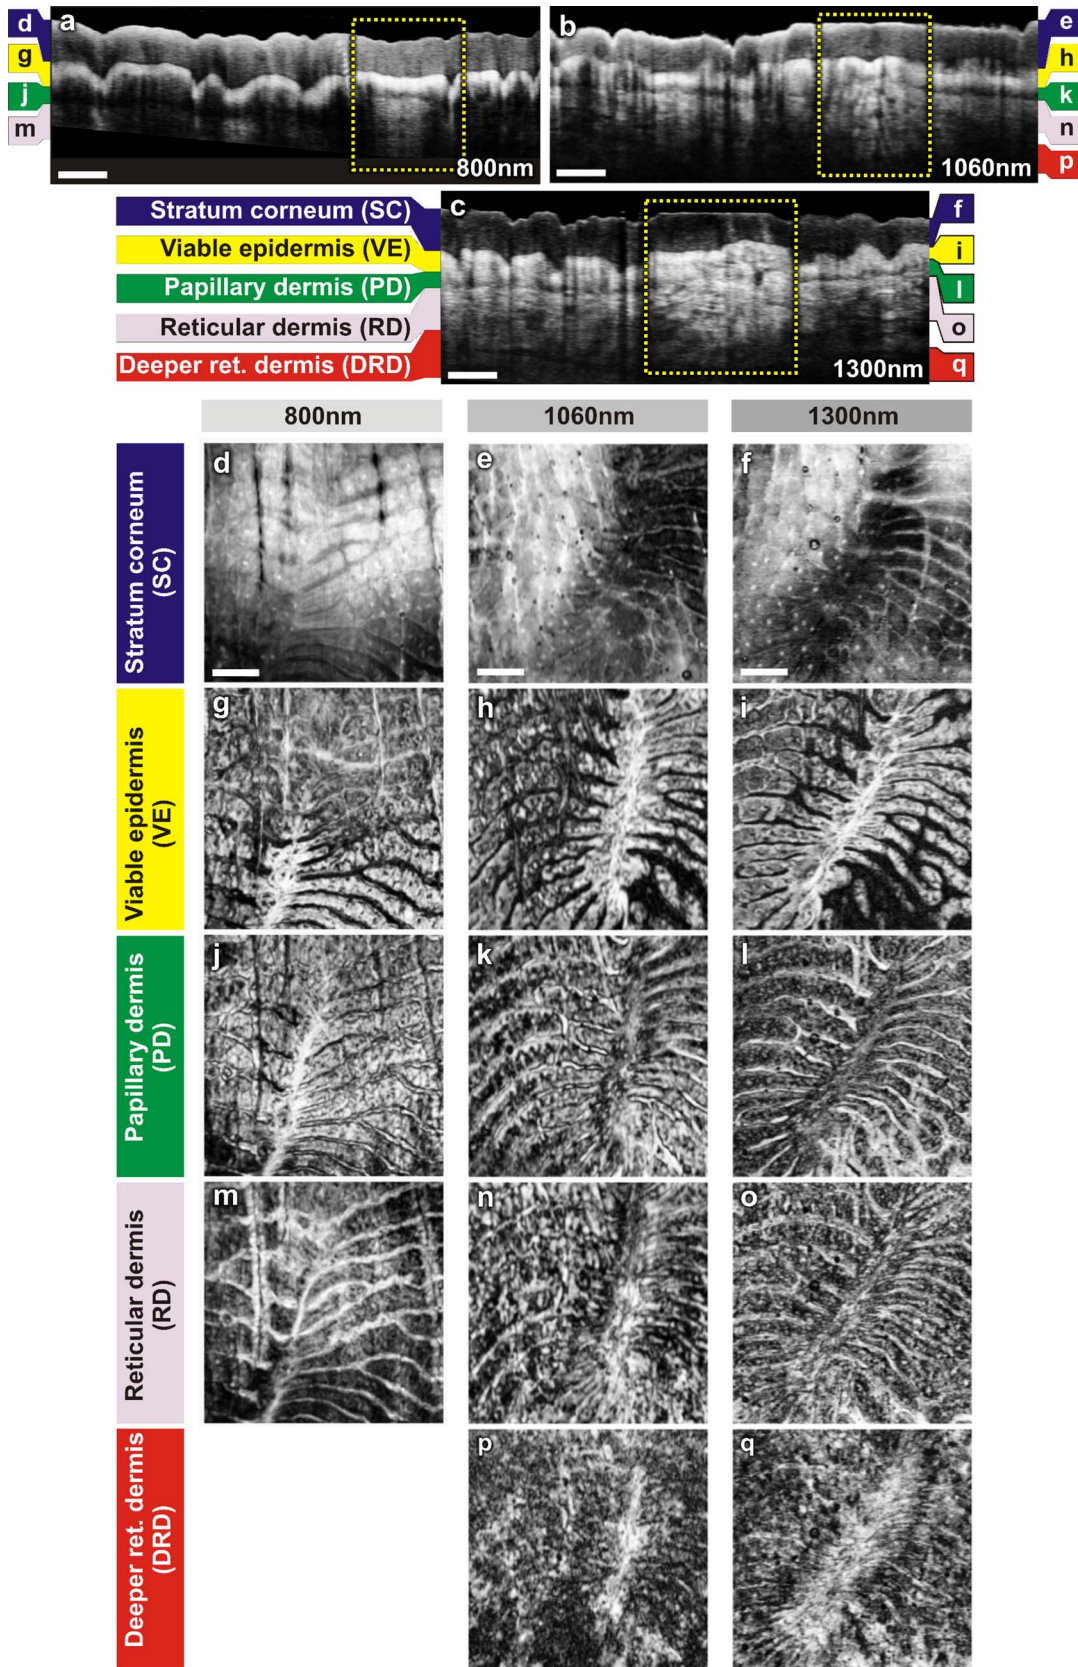 d
g
j
m
a
800nm
b
1060nm
e
h
k
n
p
Stratum corneum (SC)
Viable epidermis (VE)
Papillary dermis (PD)
Reticular dermis (RD)
Deeper ret. dermis (DRD)
c
1300nm
f
i
l
o
q
800nm
1060nm
1300nm
Stratum corneum
(SC)
d
e
f
Viable epidermis
(VE)
g
h
i
Papillary dermis
(PD)
j
k
l
Reticular dermis
(RD)
m
n
o
Deeper ret. dermis
(DRD)
p
q